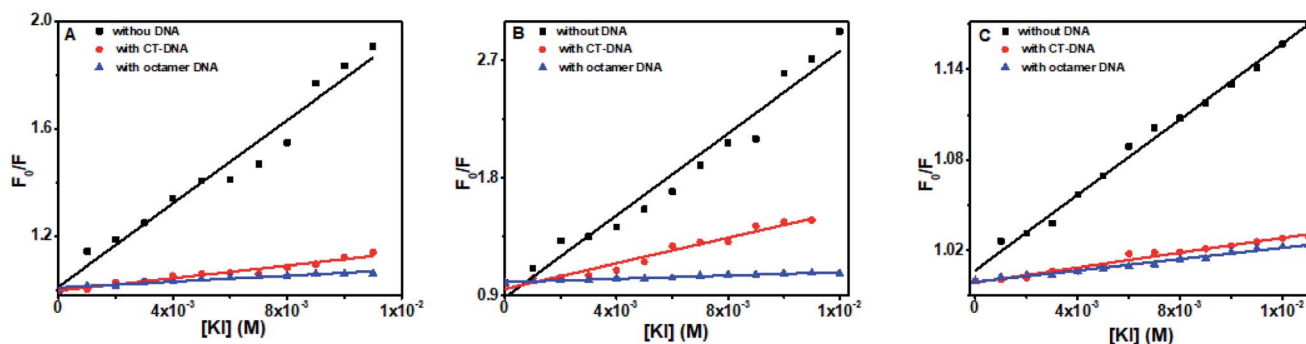 A
without DNA
with CT-DNA
with octamer DNA
2.0
1.6
1.2
F₀/F
0 4x10⁻³ 8x10⁻³ 1x10⁻²
[KI] (M)
B
without DNA
with CT-DNA
with octamer DNA
2.7
1.8
0.9
F₀/F
0 4x10⁻³ 8x10⁻³ 1x10⁻²
[KI] (M)
C
without DNA
with CT-DNA
with octamer DNA
1.14
1.08
1.02
F₀/F
0 4x10⁻³ 8x10⁻³ 1x10⁻²
[KI] (M)